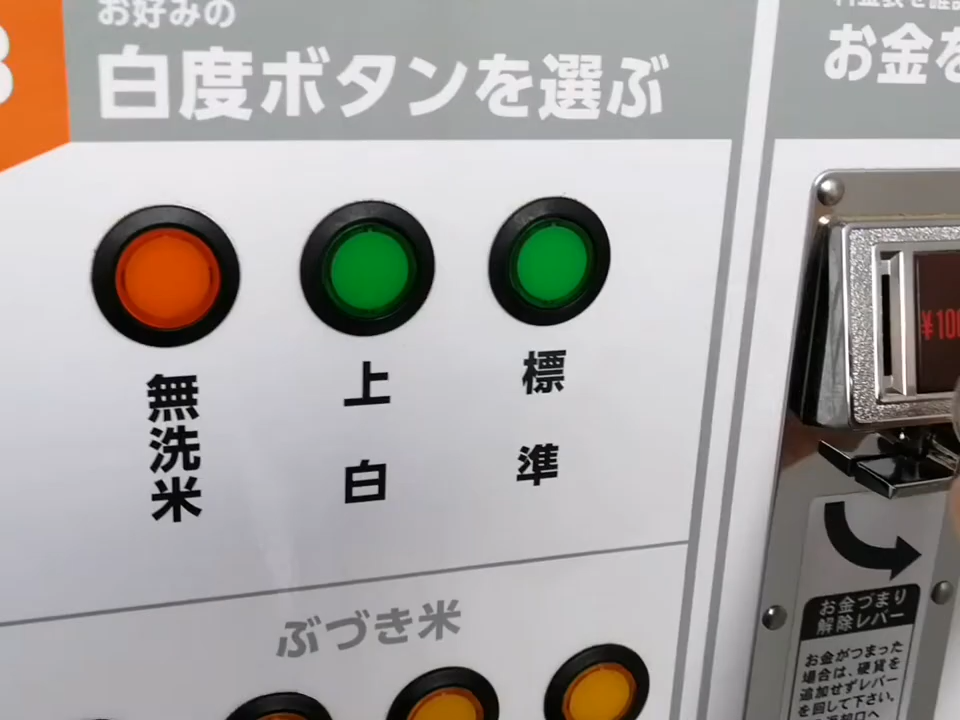 3
お好みの
白度ボタンを選ぶ
お金を
無洗米
上白
標準
¥100
ぶづき米
お金づまり
解除レバー
お金がつまった
場合は、硬貨を
追加せずレバー
を回して下さい。